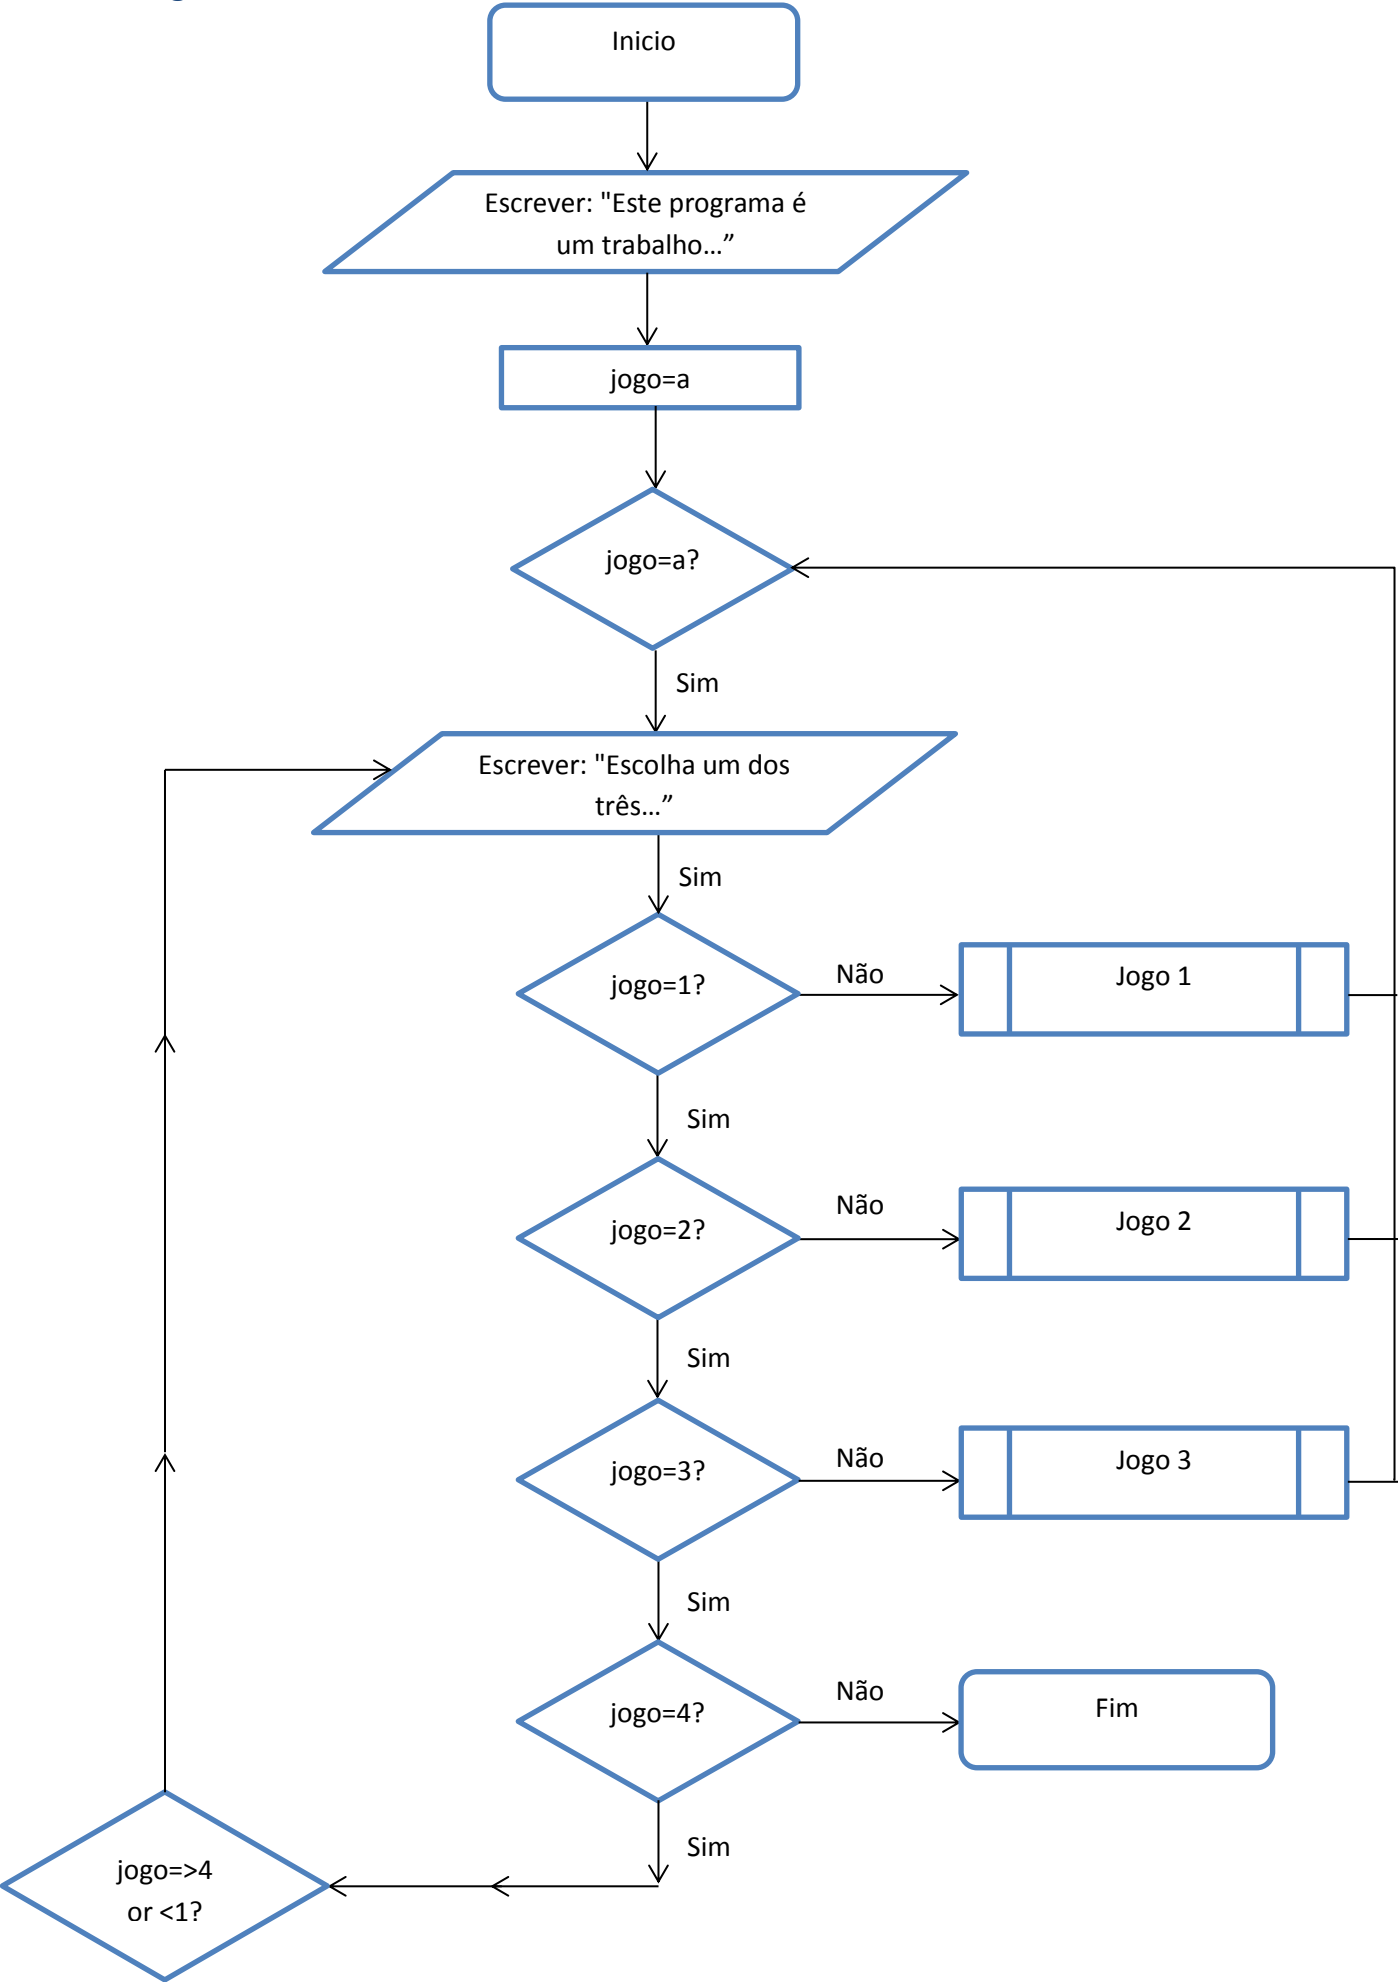 Inicio
Escrever: "Este programa é
um trabalho...”
jogo=a
jogo=a?
Sim
Escrever: "Escolha um dos
três...”
Sim
jogo=1?
Não
Jogo 1
Sim
jogo=2?
Não
Jogo 2
Sim
jogo=3?
Não
Jogo 3
Sim
jogo=4?
Não
Fim
Sim
jogo=>4
or <1?